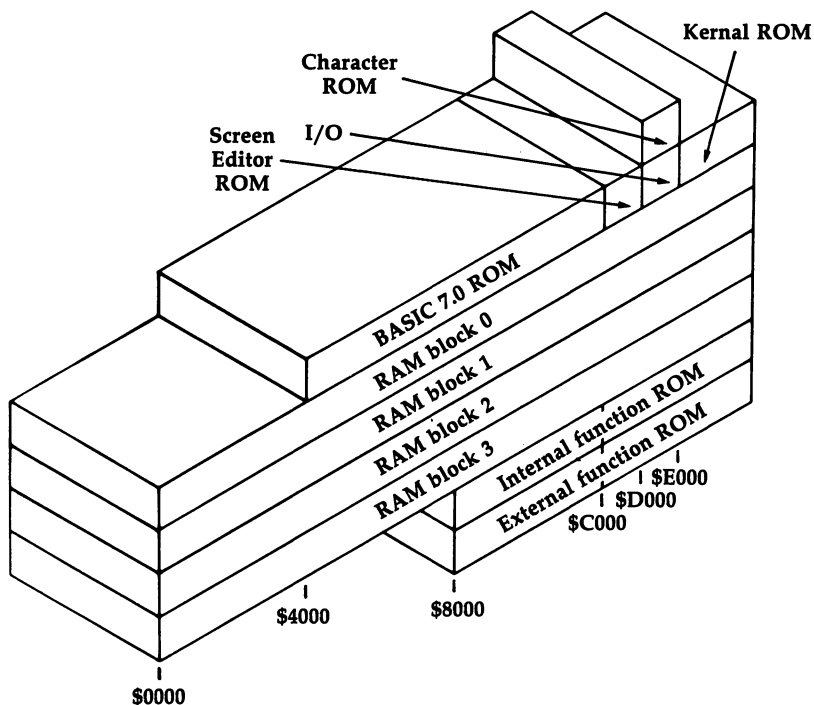 Kernal ROM
Character
ROM
I/O
Screen
Editor
ROM
BASIC 7.0 ROM
RAM block 0
RAM block 1
RAM block 2
RAM block 3
Internal function ROM
External function ROM
$E000
$D000
$C000
$8000
$4000
$0000